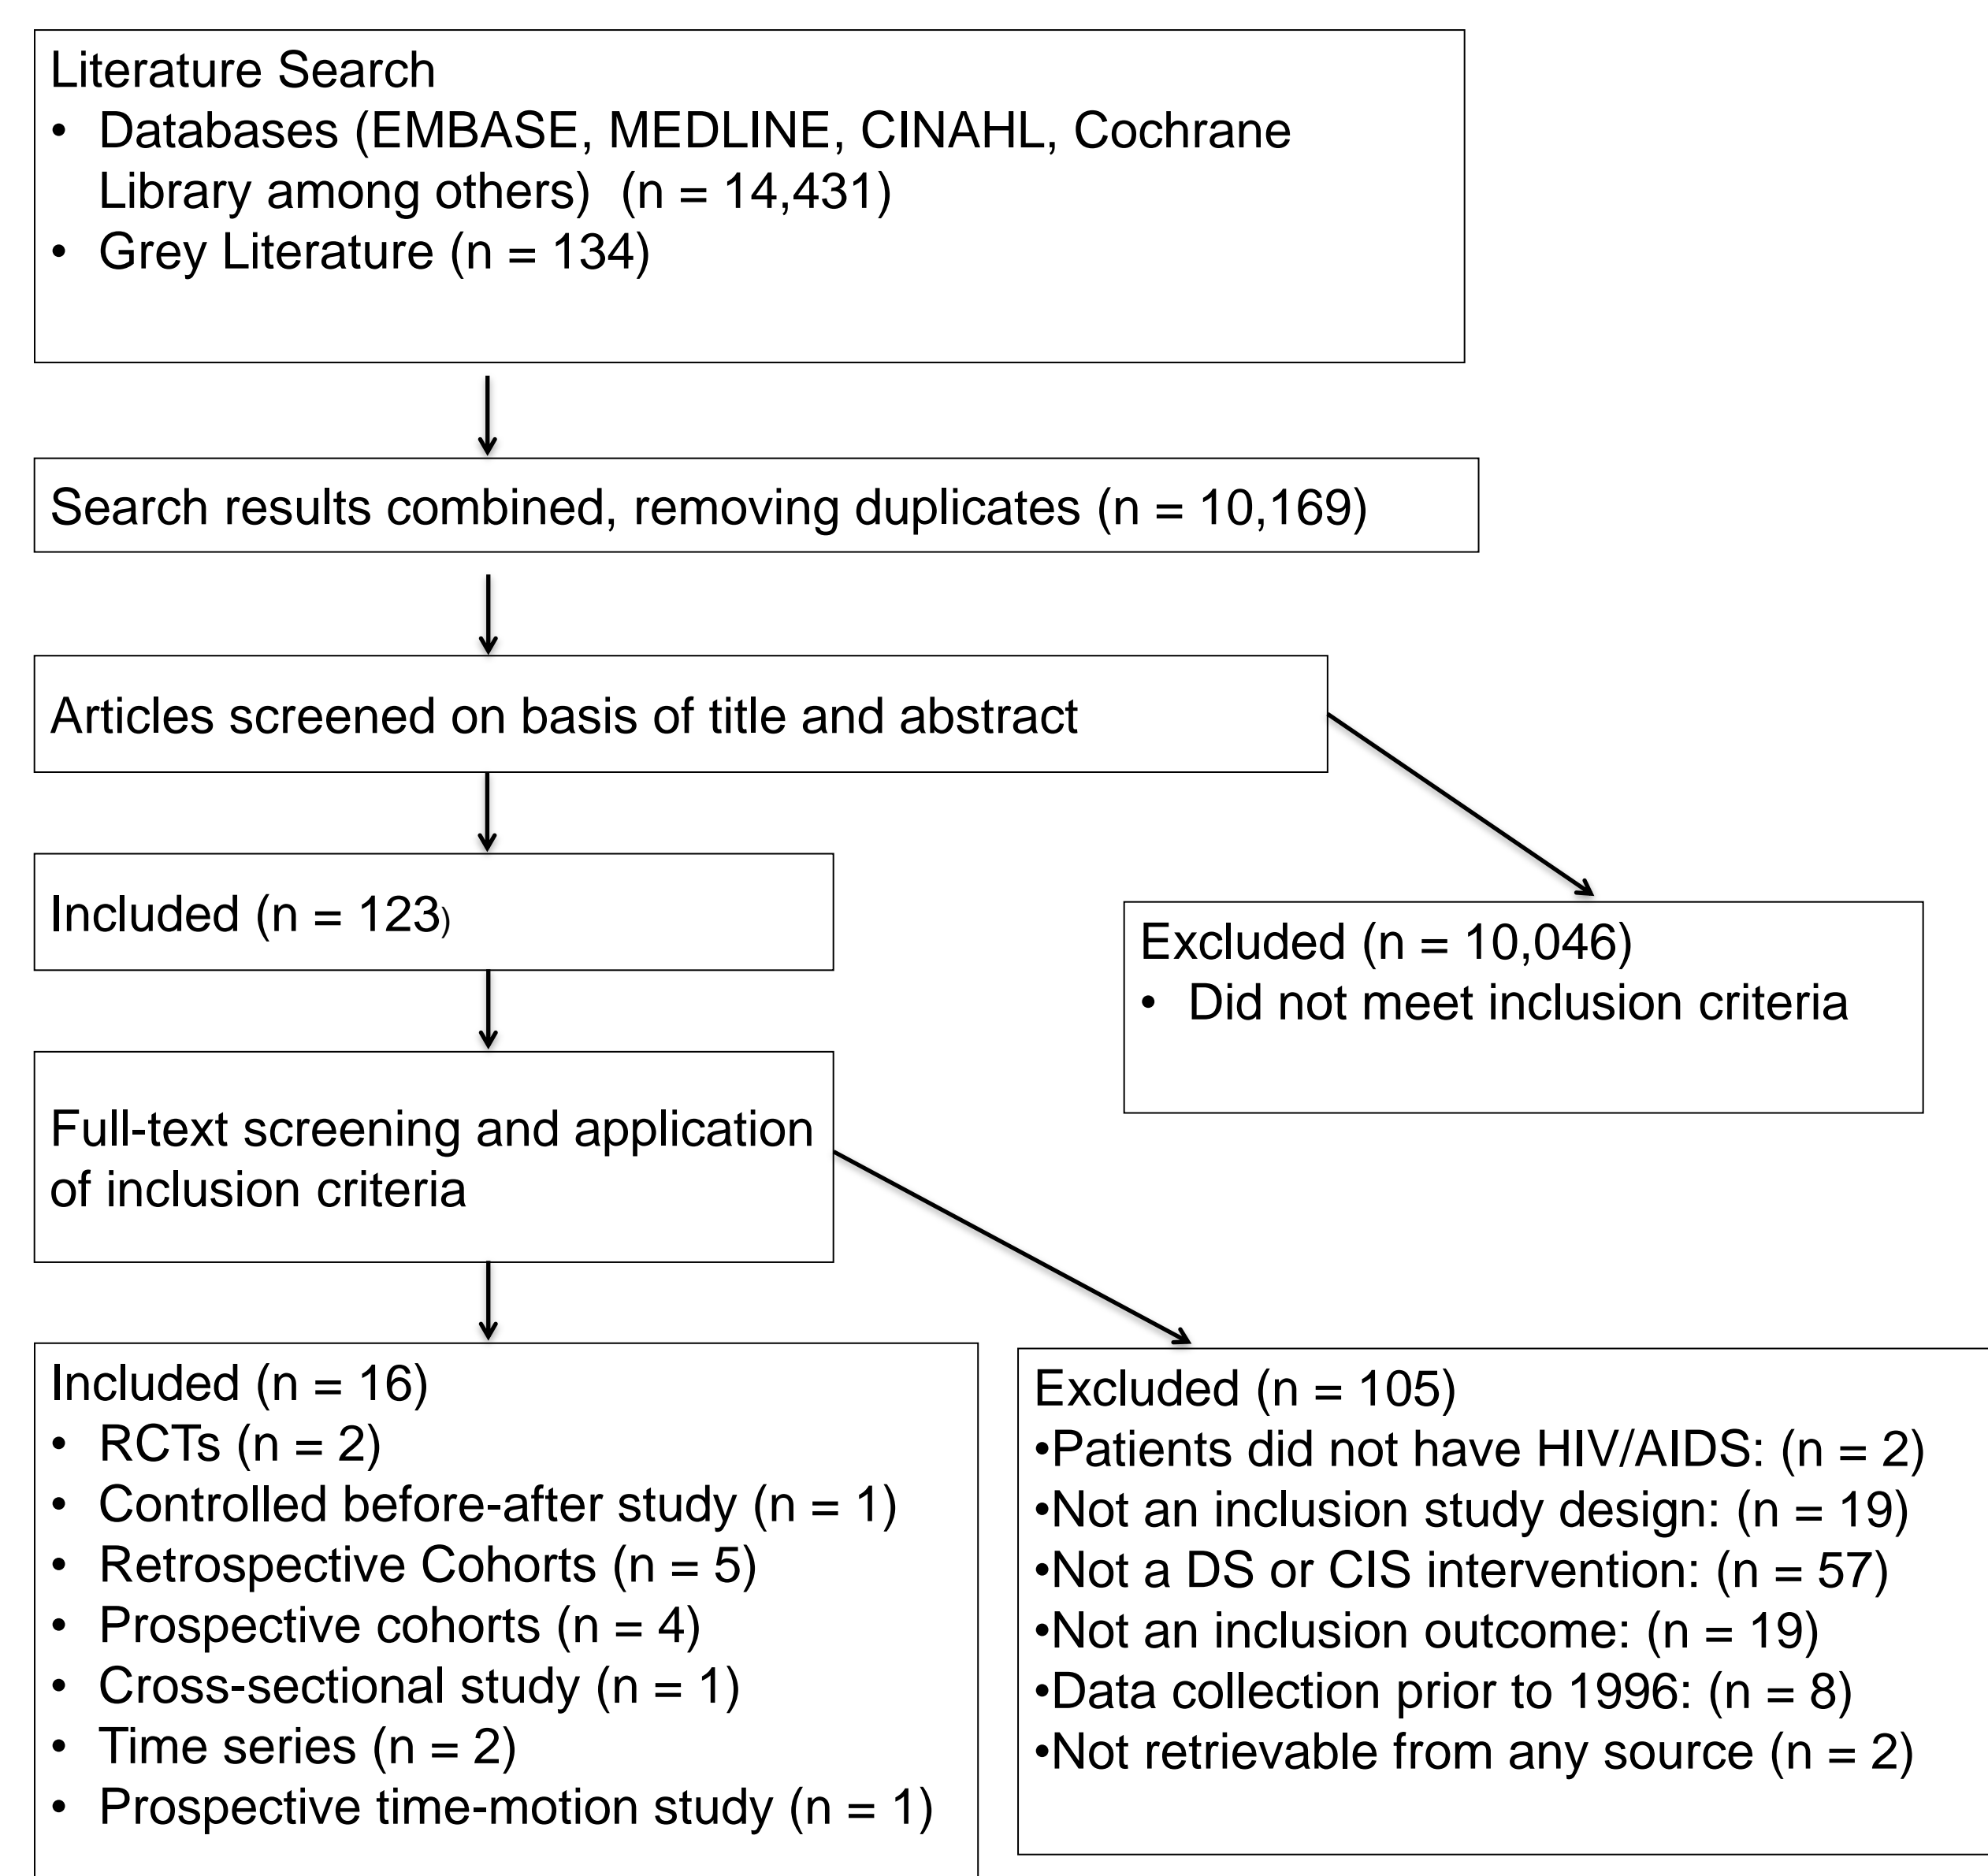 Literature Search
• Databases (EMBASE, MEDLINE, CINAHL, Cochrane
Library among others) (n = 14,431)
• Grey Literature (n = 134)
Search results combined, removing duplicates (n = 10,169)
Articles screened on basis of title and abstract
Included (n = 123)
Excluded (n = 10,046)
• Did not meet inclusion criteria
Full-text screening and application
of inclusion criteria
Included (n = 16)
• RCTs (n = 2)
• Controlled before-after study (n = 1)
• Retrospective Cohorts (n = 5)
• Prospective cohorts (n = 4)
• Cross-sectional study (n = 1)
• Time series (n = 2)
• Prospective time-motion study (n = 1)
Excluded (n = 105)
•Patients did not have HIV/AIDS: (n = 2)
•Not an inclusion study design: (n = 19)
•Not a DS or CIS intervention: (n = 57)
•Not an inclusion outcome: (n = 19)
•Data collection prior to 1996: (n = 8)
•Not retrievable from any source (n = 2)